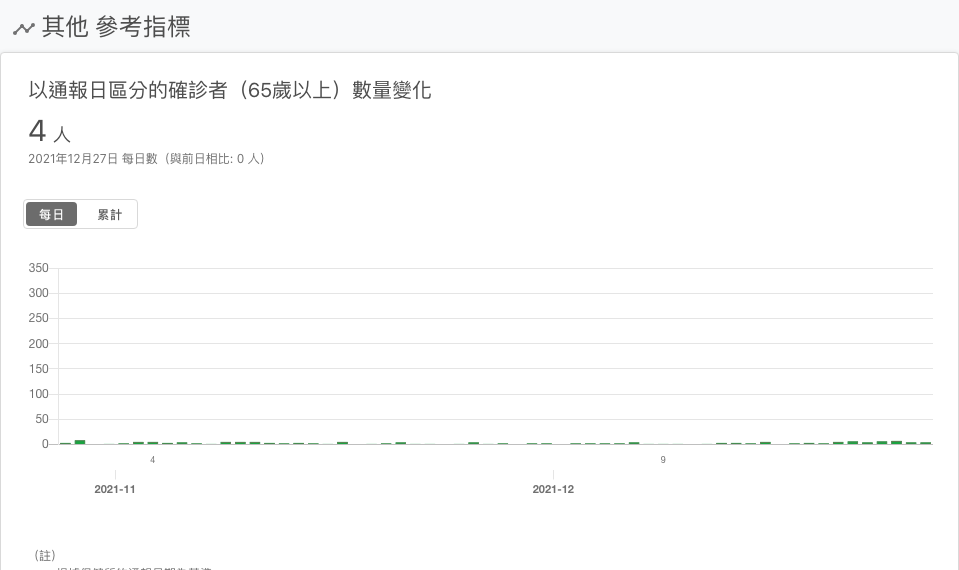 其他 參考指標
以通報日區分的確診者（65歲以上）數量變化
4 人
2021年12月27日 每日數（與前日相比: 0 人）
每日 累計
350
300
250
200
150
100
50
0
4 9
2021-11 2021-12
（註）